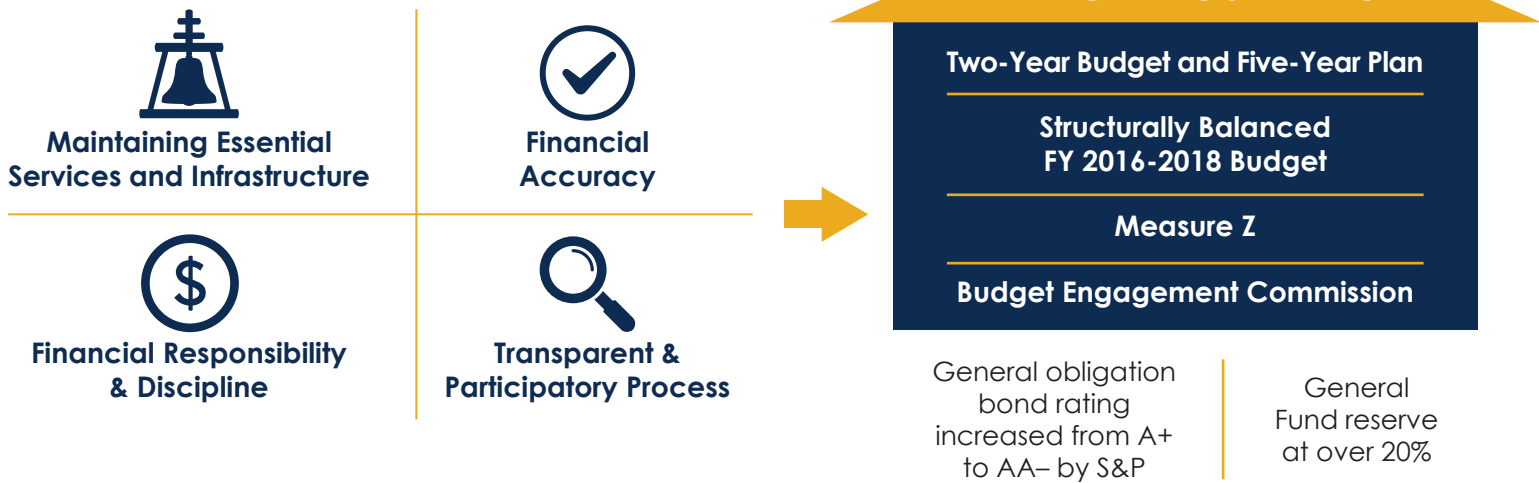 Maintaining Essential
Services and Infrastructure
Financial
Accuracy
Financial Responsibility
& Discipline
Transparent &
Participatory Process
Two-Year Budget and Five-Year Plan
Structurally Balanced
FY 2016-2018 Budget
Measure Z
Budget Engagement Commission
General obligation
bond rating
increased from A+
to AA– by S&P
General
Fund reserve
at over 20%